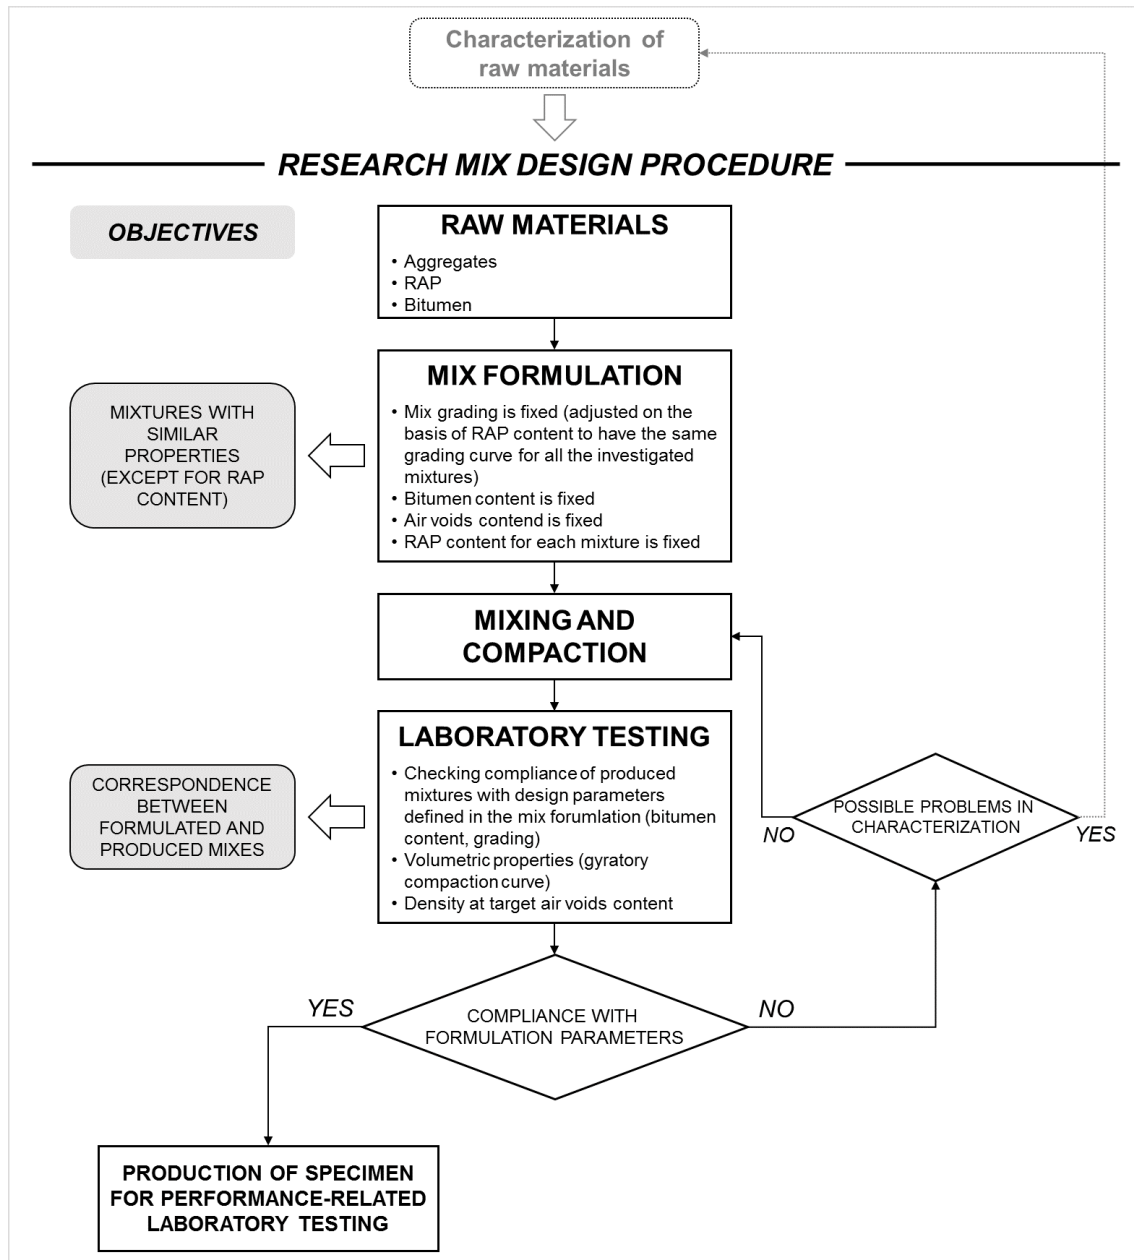 Characterization of
raw materials
RESEARCH MIX DESIGN PROCEDURE
OBJECTIVES
RAW MATERIALS
• Aggregates
• RAP
• Bitumen
MIX FORMULATION
• Mix grading is fixed (adjusted on the
basis of RAP content to have the same
grading curve for all the investigated
mixtures)
• Bitumen content is fixed
• Air voids contend is fixed
• RAP content for each mixture is fixed
MIXTURES WITH
SIMILAR
PROPERTIES
(EXCEPT FOR RAP
CONTENT)
MIXING AND
COMPACTION
LABORATORY TESTING
• Checking compliance of produced
mixtures with design parameters
defined in the mix forumlation (bitumen
content, grading)
• Volumetric properties (gyratory
compaction curve)
• Density at target air voids content
CORRESPONDENCE
BETWEEN
FORMULATED AND
PRODUCED MIXES
POSSIBLE PROBLEMS IN
CHARACTERIZATION
NO
YES
COMPLIANCE WITH
FORMULATION PARAMETERS
YES
NO
PRODUCTION OF SPECIMEN
FOR PERFORMANCE-RELATED
LABORATORY TESTING